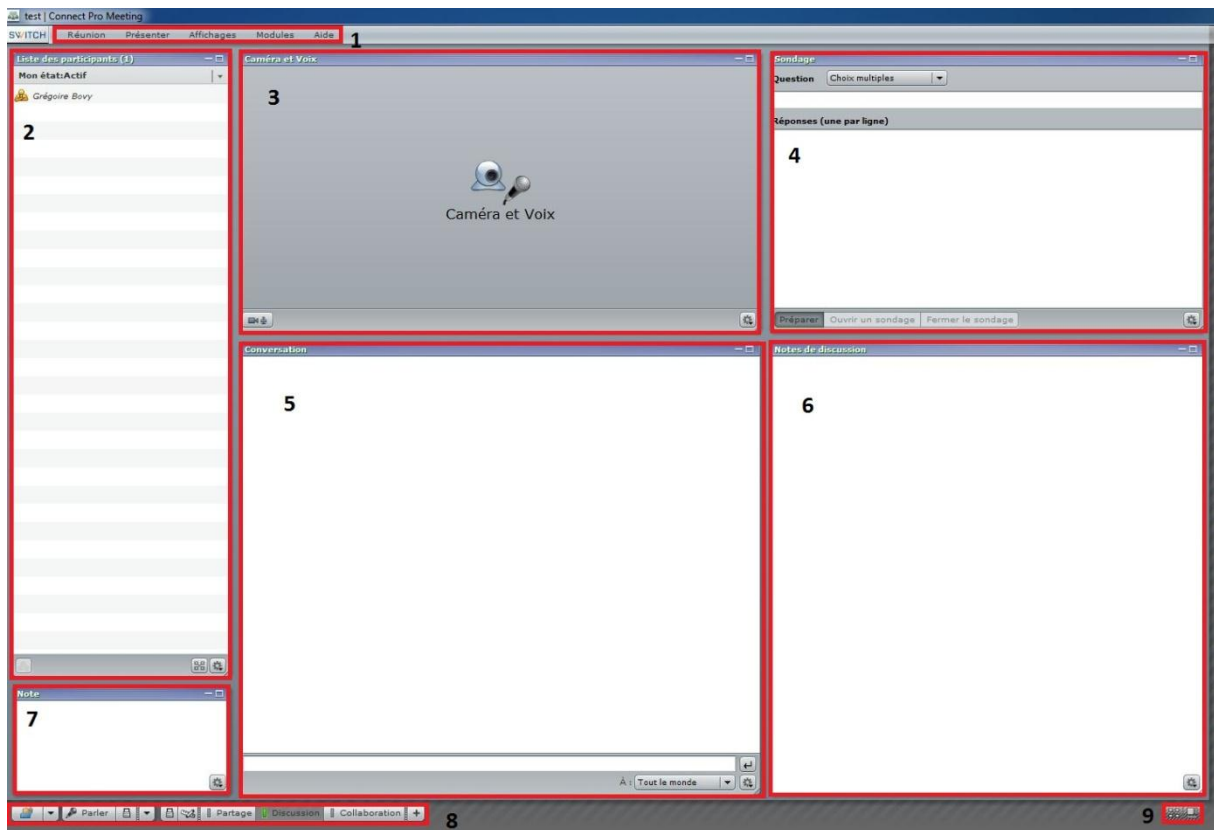 test | Connect Pro Meeting
SWITCH Réunion Présenter Affichages Modules Aide 1
Liste des participants (1)
Mon état:Actif
Grégoire Bovy
2
Caméra et Voix
3
Caméra et Voix
Sondage
Question Choix multiples
Réponses (une par ligne)
4
Préparer Ouvrir un sondage Fermer le sondage
Conversation
5
À : Tout le monde
Notes de discussion
6
Note
7
Parler Partage Discussion Collaboration + 8
9